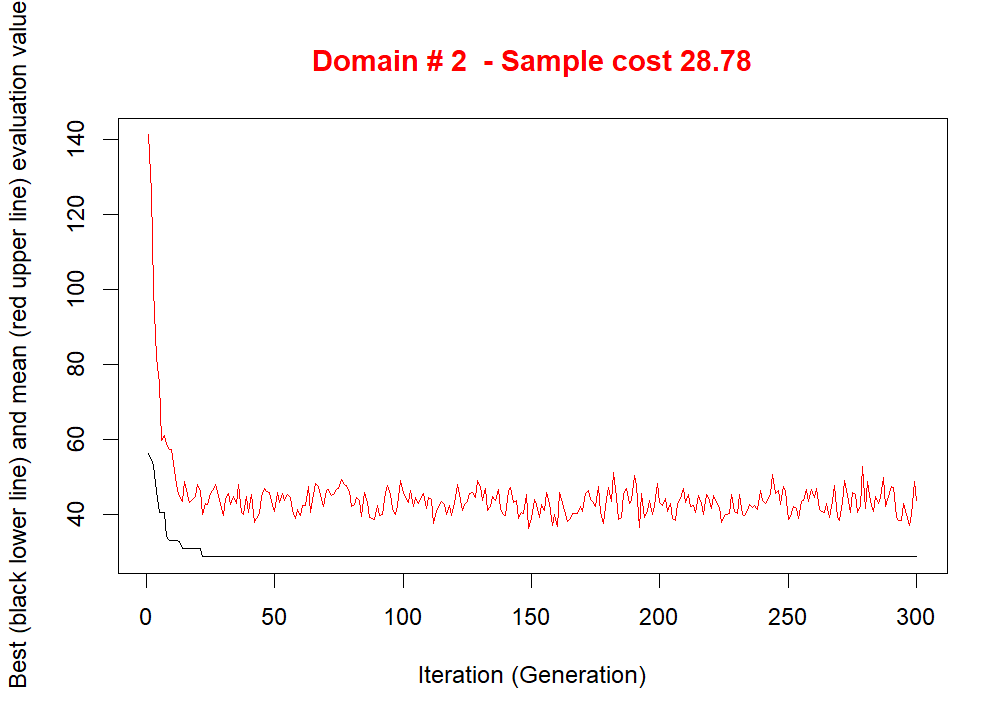 Domain # 2  - Sample cost 28.78
Best (black lower line) and mean (red upper line) evaluation value
140
120
100
80
60
40
0 50 100 150 200 250 300
Iteration (Generation)